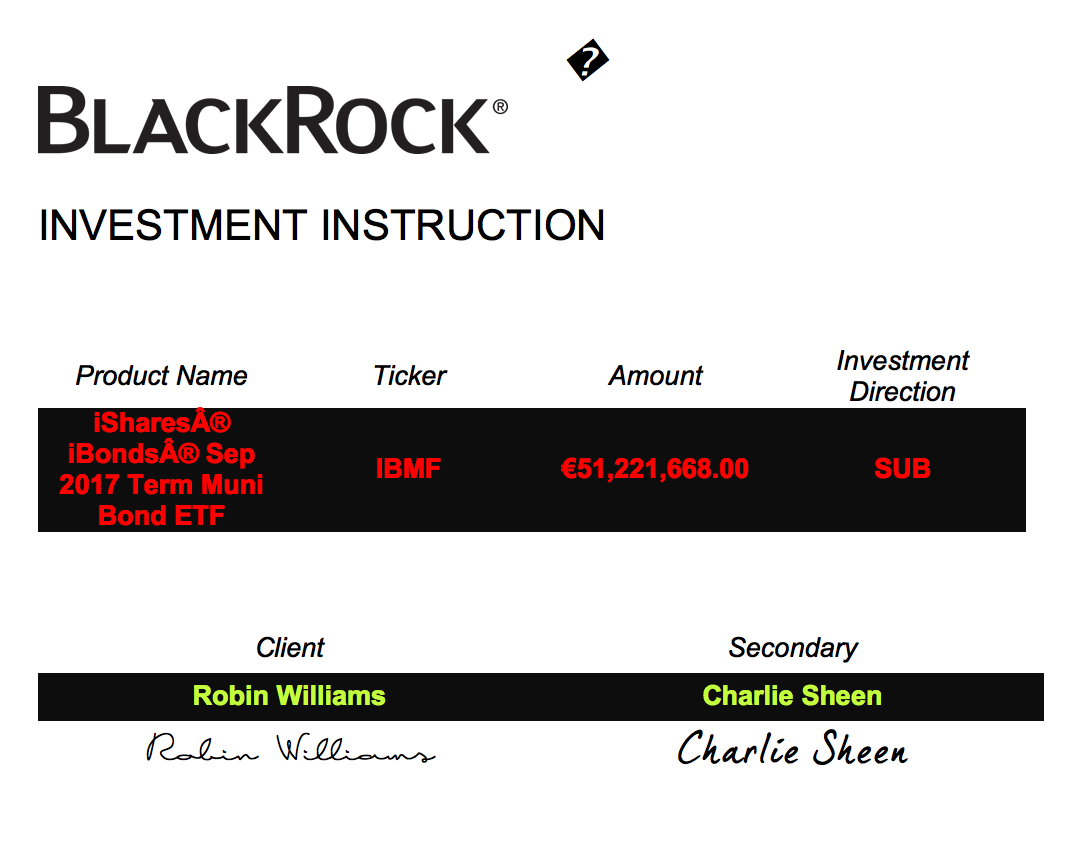 �
BLACKROCK®
INVESTMENT INSTRUCTION
Product Name Ticker Amount Investment Direction
iSharesÂ®
iBondsÂ® Sep
2017 Term Muni
Bond ETF
IBMF €51,221,668.00 SUB
Client Secondary
Robin Williams Charlie Sheen
Robin Williams Charlie Sheen